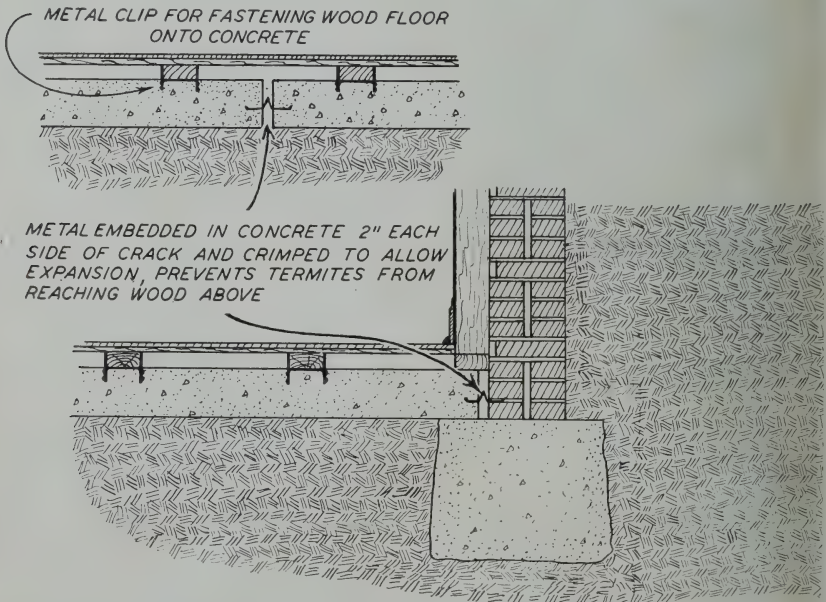 METAL CLIP FOR FASTENING WOOD FLOOR
ONTO CONCRETE
METAL EMBEDDED IN CONCRETE 2" EACH
SIDE OF CRACK AND CRIMPED TO ALLOW
EXPANSION, PREVENTS TERMITES FROM
REACHING WOOD ABOVE